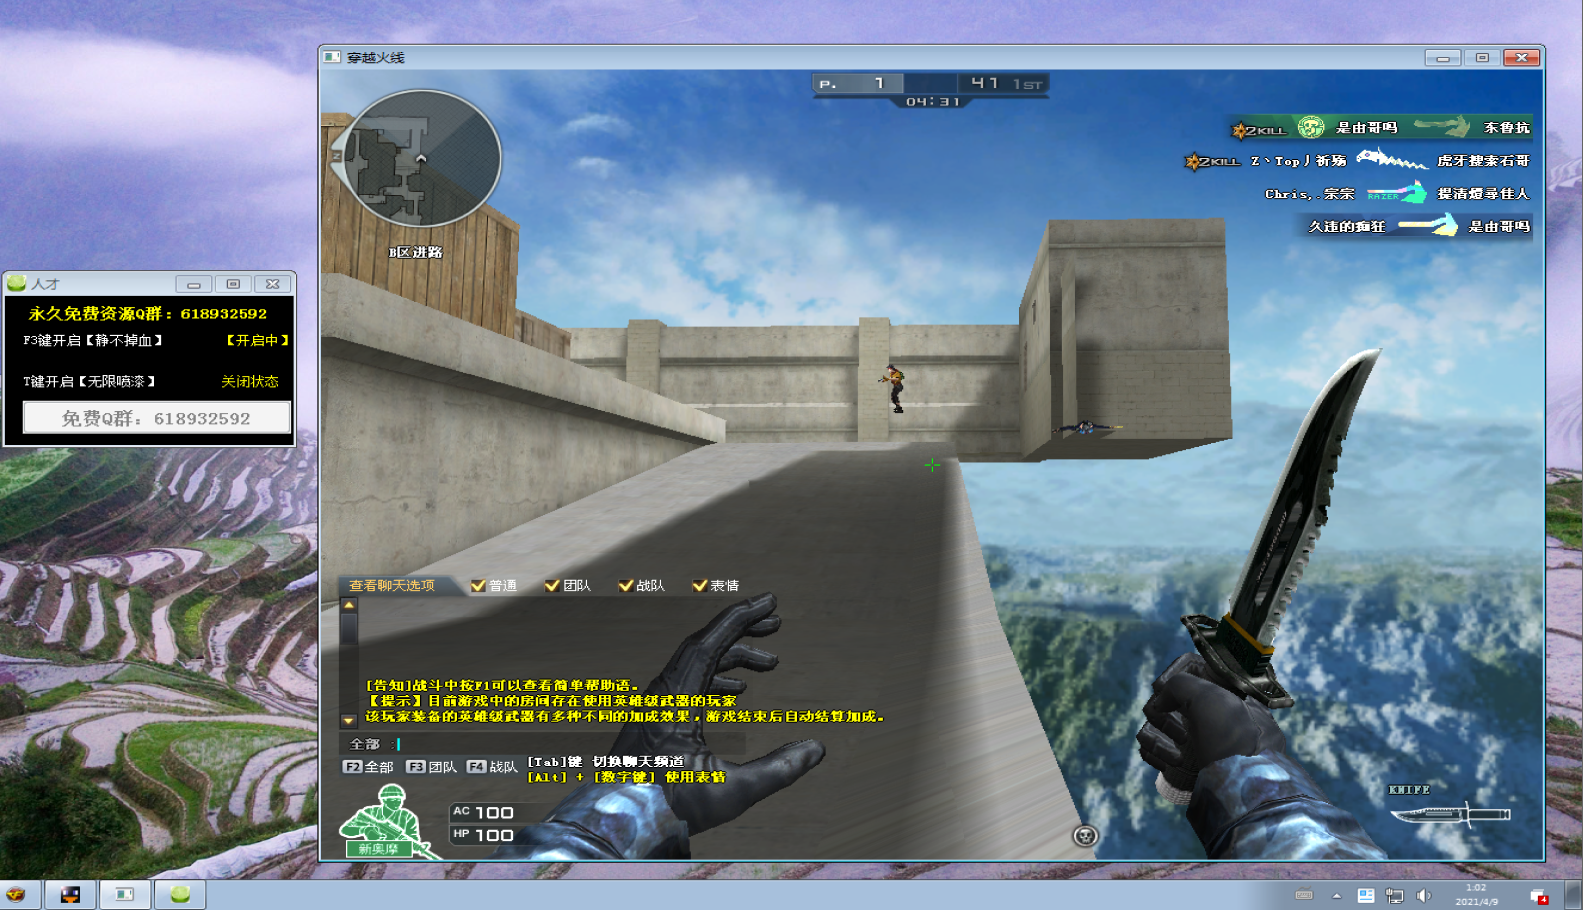 穿越火线
P. 1 41 1ST
04:31
2KILL 是由哥吗 东鲁抗
2KILL Z丶Top丿祈殇 虎牙搜索石哥
Chris,.宗宗 RAZER 提清燈尋佳人
久违的痴狂 是由哥吗
B区进路
人才
永久免费资源Q群：618932592
F3键开启【静不掉血】 【开启中】
T键开启【无限喷漆】 关闭状态
免费Q群：618932592
查看聊天选项 普通 团队 战队 表情
[告知]战斗中按F1可以查看简单帮助语。
【提示】目前游戏中的房间存在使用英雄级武器的玩家
该玩家装备的英雄级武器有多种不同的加成效果，游戏结束后自动结算加成。
全部 :
F2 全部 F3 团队 F4 战队 [Tab]键 切换聊天频道
[Alt] + [数字键] 使用表情
AC 100
HP 100
新奥摩
KNIFE
1:02
2021/4/9
4